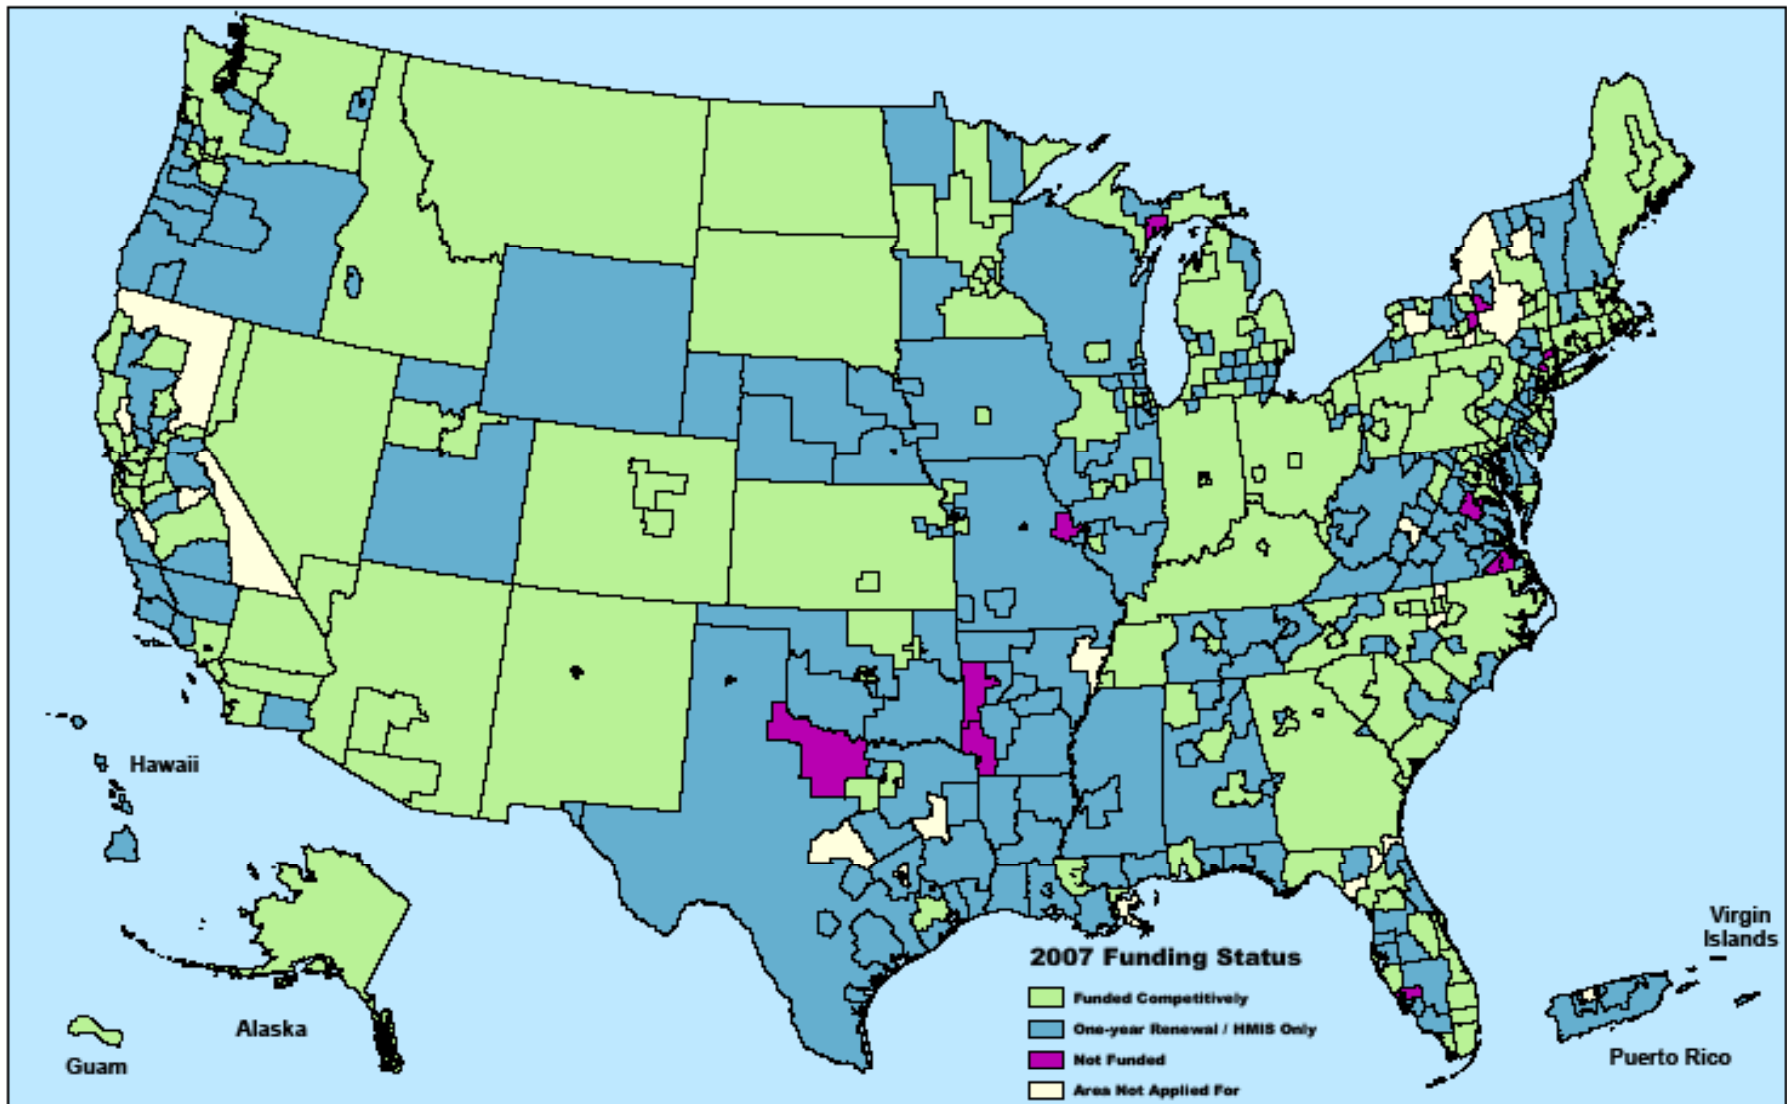 Hawaii
Alaska
Guam
2007 Funding Status
Funded Competitively
One-year Renewal / HMIS Only
Not Funded
Area Not Applied For
Virgin
Islands
Puerto Rico